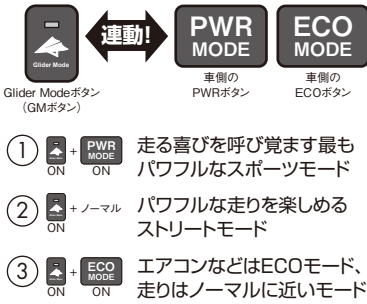 Glider Mode
連動!
PWR
MODE
ECO
MODE
Glider Modeボタン
(GMボタン)
車側の
PWRボタン
車側の
ECOボタン
① + PWR MODE
ON ON
走る喜びを呼び覚ます最も
パワフルなスポーツモード
② +ノーマル
ON
パワフルな走りを楽しめる
ストリートモード
③ + ECO MODE
ON ON
エアコンなどはECOモード、
走りはノーマルに近いモード